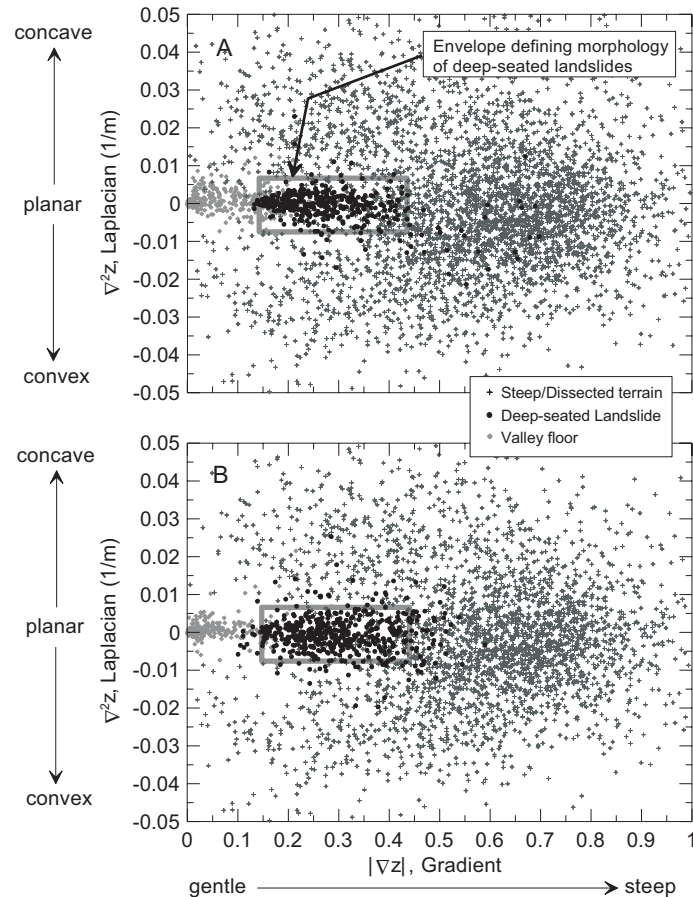 concave
planar
convex
∇²z, Laplacian (1/m)
0.05
0.04
0.03
0.02
0.01
0
-0.01
-0.02
-0.03
-0.04
-0.05
A
Envelope defining morphology
of deep-seated landslides
Steep/Dissected terrain
Deep-seated Landslide
Valley floor
concave
planar
convex
∇²z, Laplacian (1/m)
0.05
0.04
0.03
0.02
0.01
0
-0.01
-0.02
-0.03
-0.04
-0.05
B
0 0.1 0.2 0.3 0.4 0.5 0.6 0.7 0.8 0.9 1
|∇z|, Gradient
gentle steep